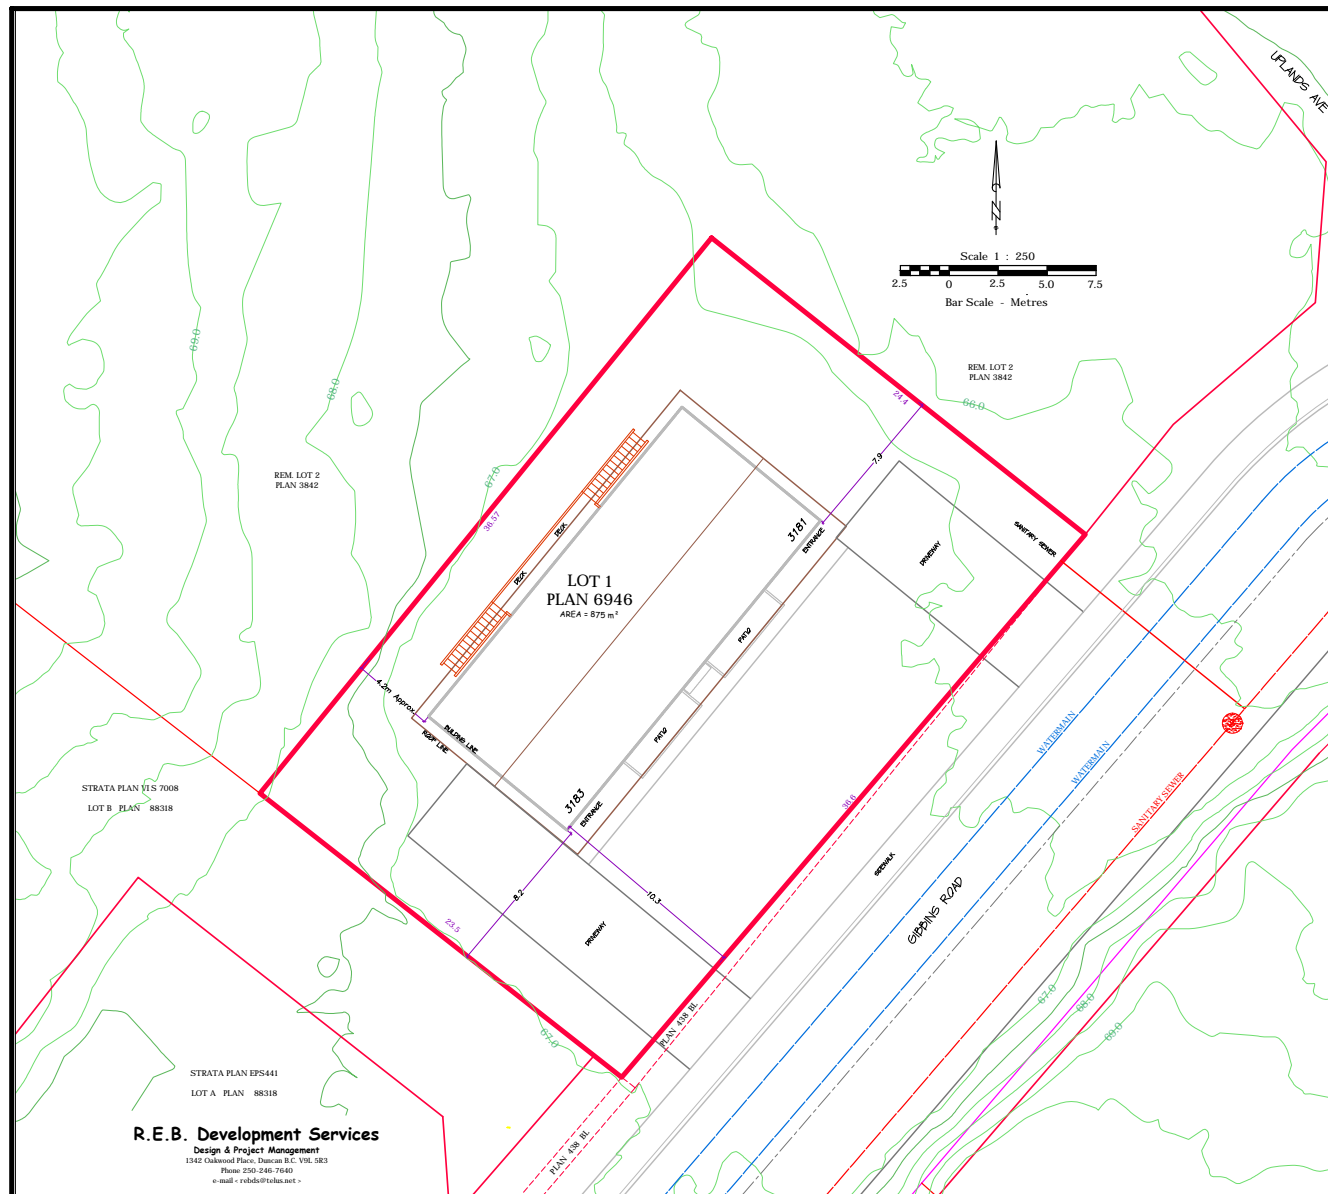 UPLANDS AVE
Scale 1 : 250
2.5 0 2.5 5.0 7.5
Bar Scale - Metres
N
REM. LOT 2
PLAN 3842
66.0
69.0
68.0
67.0
24.4
7.9
REM. LOT 2
PLAN 3842
36.57
SANITARY SEWER
3181
ENTRANCE
DRIVEWAY
DECK
DECK
LOT 1
PLAN 6946
AREA = 875 m²
PATIO
4.2m Approx.
ROOF LINE
BUILDING LINE
PATIO
WATERMAIN
WATERMAIN
SANITARY SEWER
STRATA PLAN VIS 7008
LOT B PLAN 88318
3183
ENTRANCE
36.6
SIDEWALK
GIBBINS ROAD
8.2
10.3
23.5
DRIVEWAY
67.0
67.0
68.0
69.0
PLAN 438 BL
PLAN 438 BL
STRATA PLAN EPS441
LOT A PLAN 88318
R.E.B. Development Services
Design & Project Management
1342 Oakwood Place, Duncan B.C. V9L 5R3
Phone 250-246-7640
e-mail < rebds@telus.net >